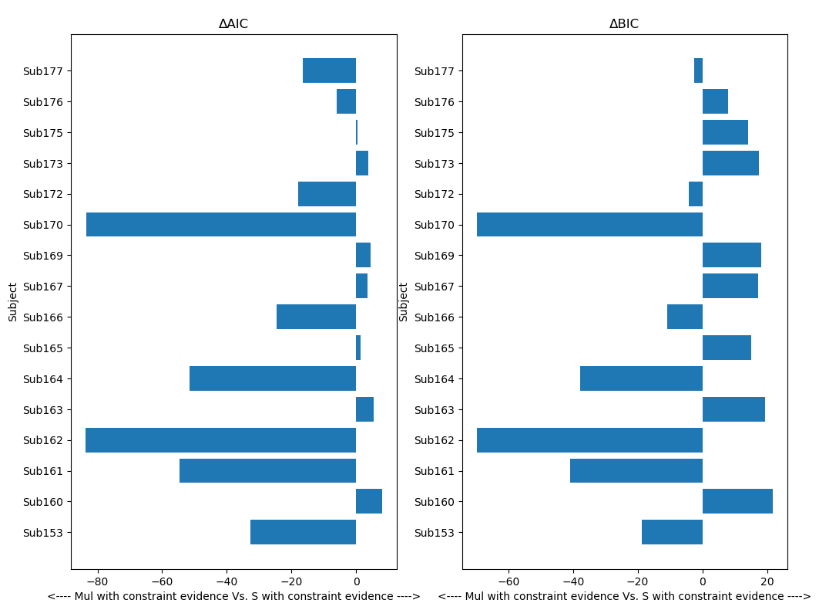 ΔAIC
Sub177
Sub176
Sub175
Sub173
Sub172
Sub170
Sub169
Sub167
Sub166
Sub165
Sub164
Sub163
Sub162
Sub161
Sub160
Sub153
Subject
−80 −60 −40 −20 0
<---- Mul with constraint evidence Vs. S with constraint evidence ---->
ΔBIC
Sub177
Sub176
Sub175
Sub173
Sub172
Sub170
Sub169
Sub167
Sub166
Sub165
Sub164
Sub163
Sub162
Sub161
Sub160
Sub153
Subject
−60 −40 −20 0 20
<---- Mul with constraint evidence Vs. S with constraint evidence ---->